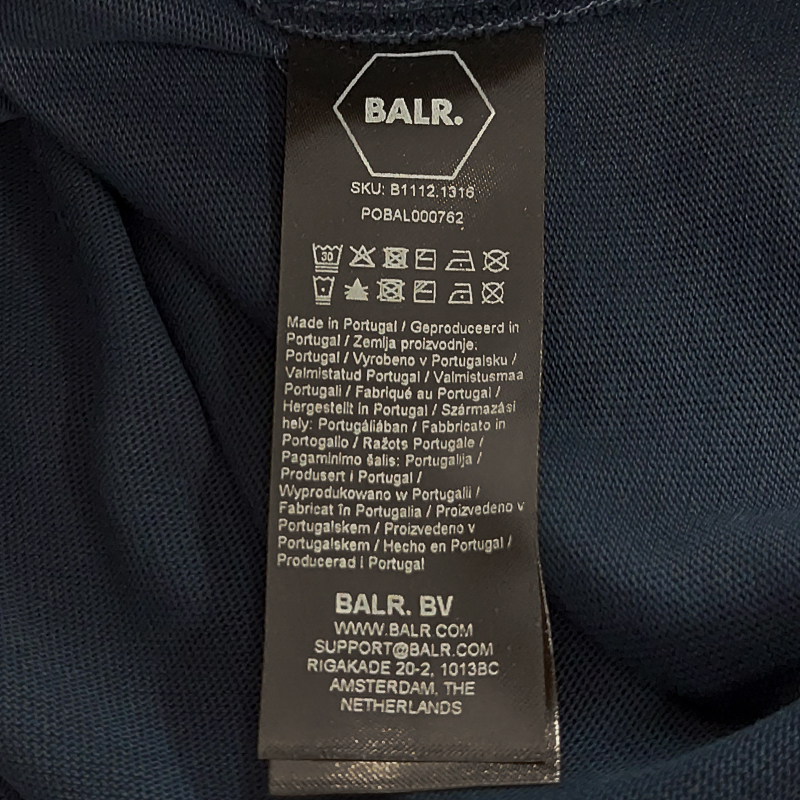 BALR.
SKU: B1112.1316
POBAL000762
30
Made in Portugal / Geproduceerd in
Portugal / Zemlja proizvodnje:
Portugal / Vyrobeno v Portugalsku /
Valmistatud Portugal / Valmistusmaa
Portugali / Fabriqué au Portugal /
Hergestellt in Portugal / Származási
hely: Portugáliában / Fabbricato in
Portogallo / Ražots Portugále /
Pagaminimo šalis: Portugalija /
Produsert i Portugal /
Wyprodukowano w Portugalii /
Fabricat în Portugalia / Proizvedeno v
Portugalskem / Proizvedeno v
Portugalskem / Hecho en Portugal /
Producerad i Portugal
BALR. BV
WWW.BALR.COM
SUPPORT@BALR.COM
RIGAKADE 20-2, 1013BC
AMSTERDAM, THE
NETHERLANDS